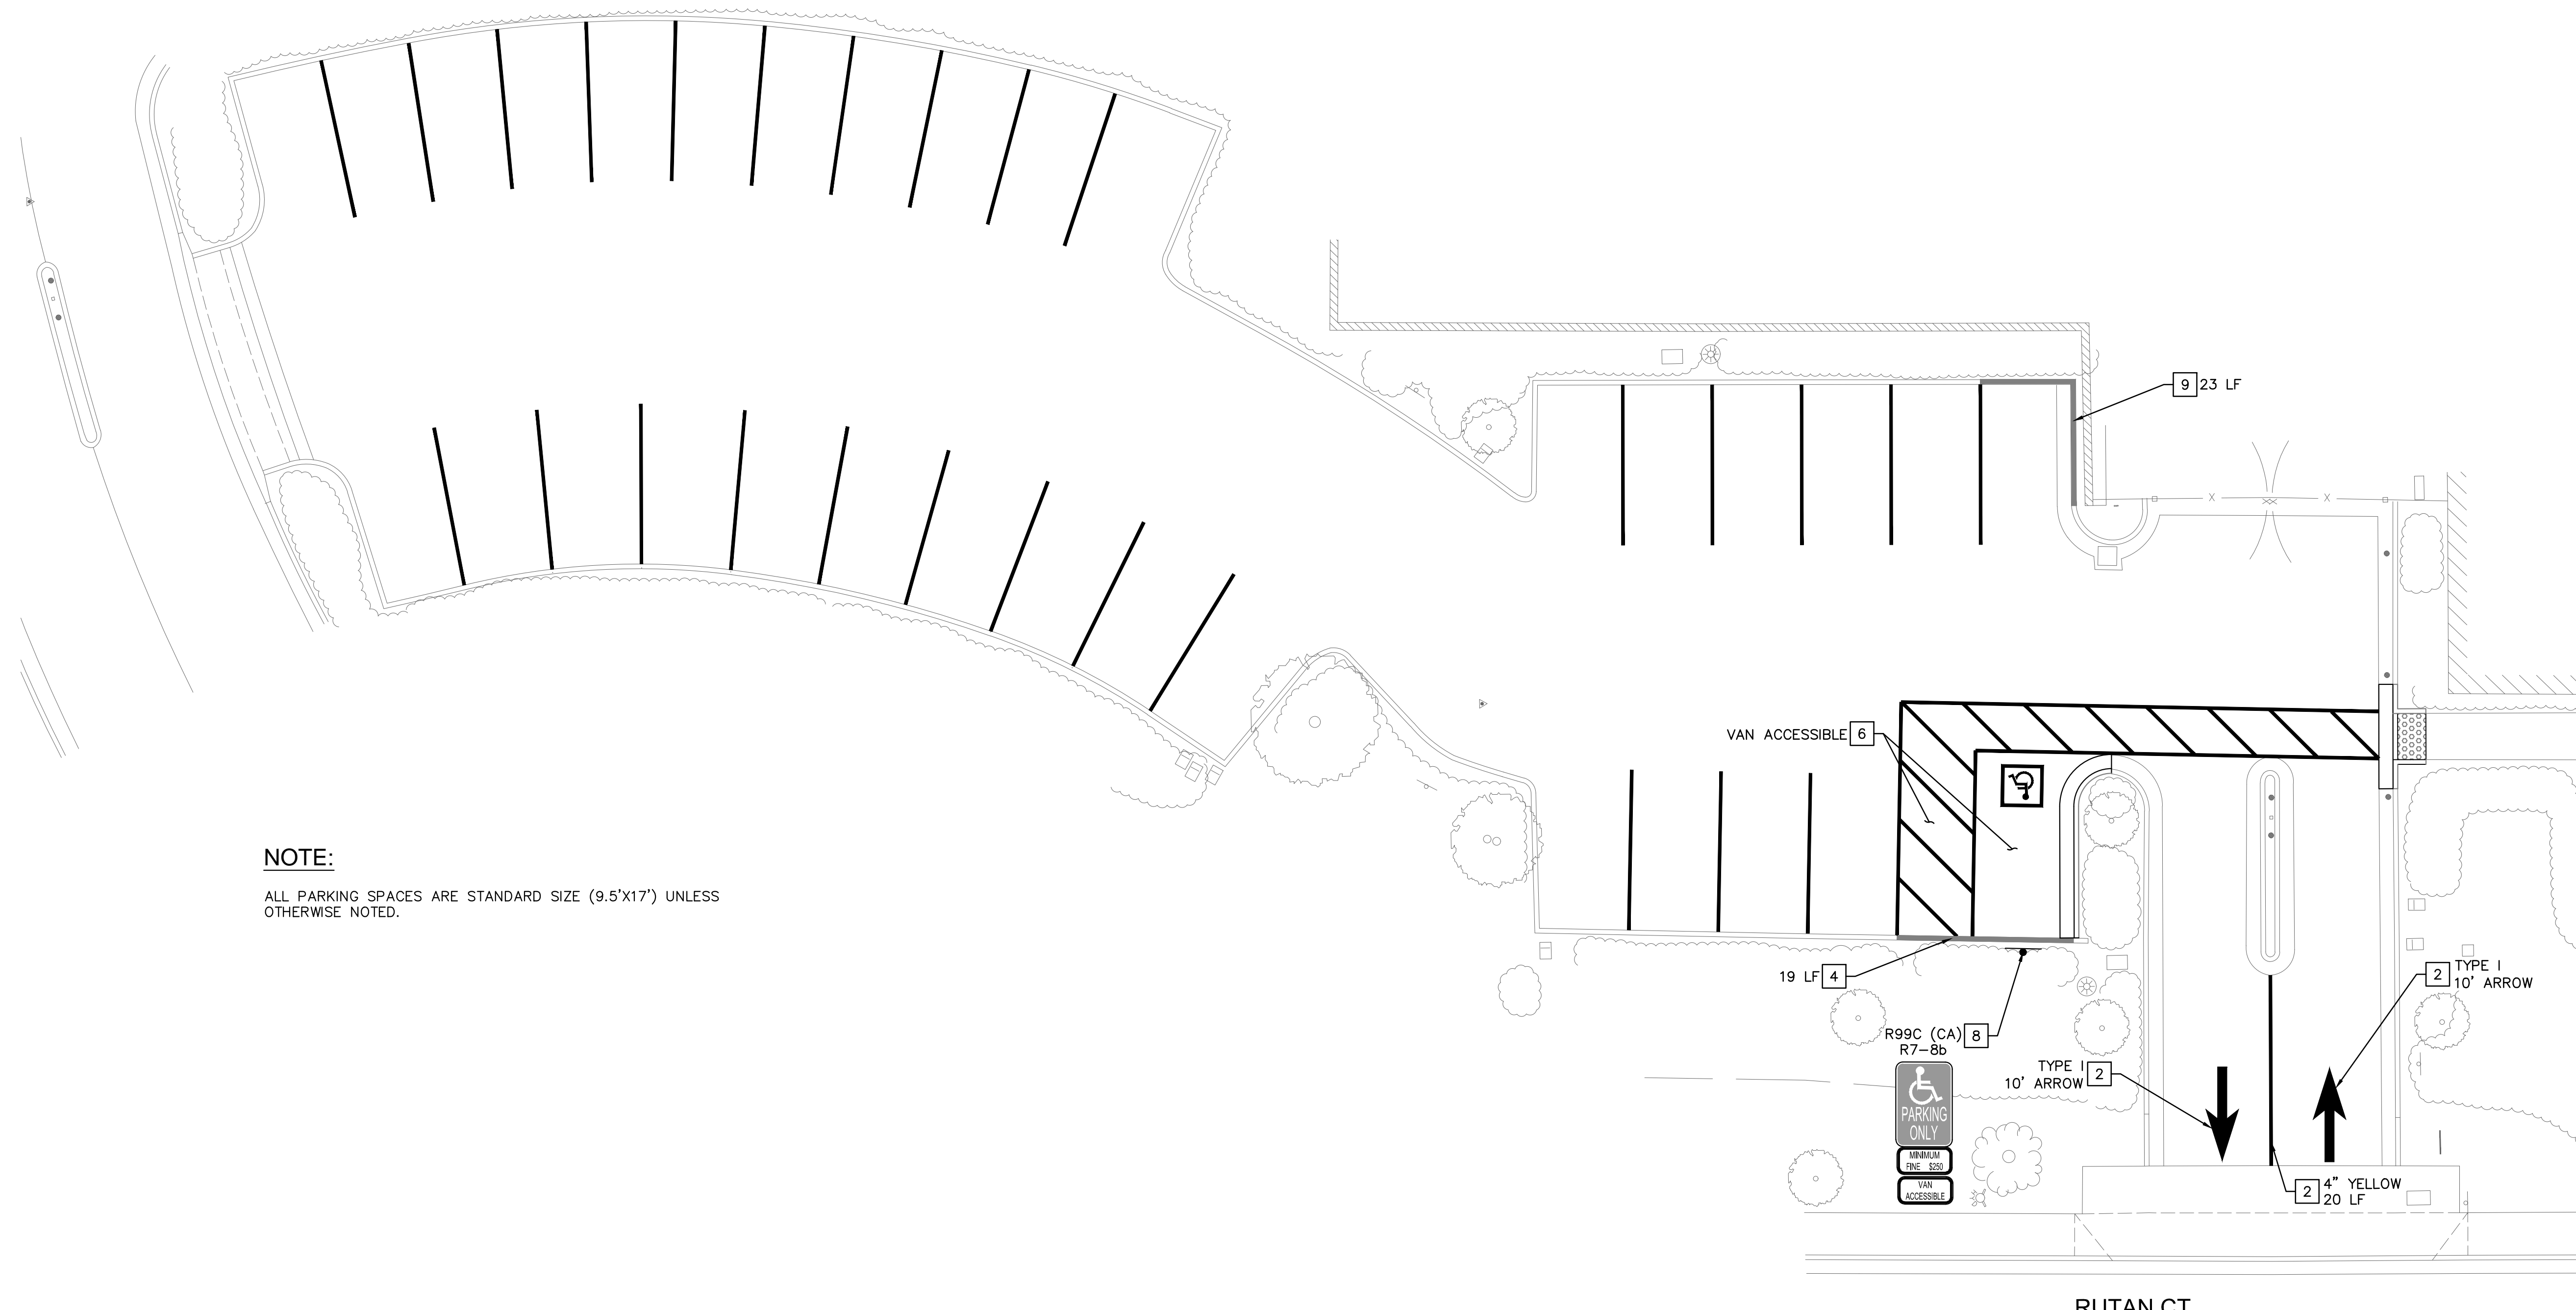 9 23 LF
VAN ACCESSIBLE 6
NOTE:
ALL PARKING SPACES ARE STANDARD SIZE (9.5'X17') UNLESS
OTHERWISE NOTED.
19 LF 4
2 TYPE I
10' ARROW
R99C (CA) 8
R7-8b
PARKING
ONLY
MINIMUM
FINE $250
VAN
ACCESSIBLE
TYPE I 2
10' ARROW
2 4" YELLOW
20 LF
RUTAN CT